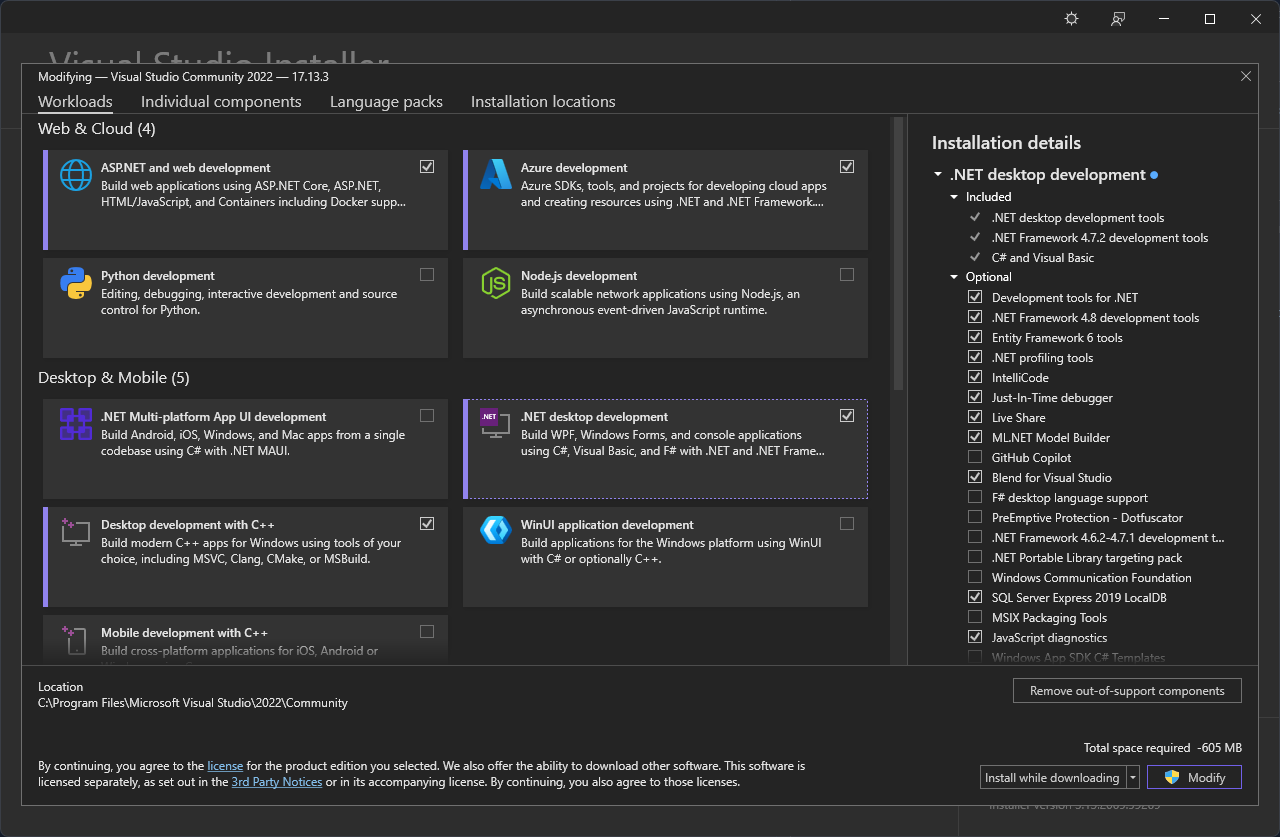 Visual Studio Installer
Modifying — Visual Studio Community 2022 — 17.13.3
Workloads
Individual components
Language packs
Installation locations
Web & Cloud (4)
ASP.NET and web development
Build web applications using ASP.NET Core, ASP.NET,
HTML/JavaScript, and Containers including Docker supp...
Azure development
Azure SDKs, tools, and projects for developing cloud apps
and creating resources using .NET and .NET Framework....
Python development
Editing, debugging, interactive development and source
control for Python.
Node.js development
Build scalable network applications using Node.js, an
asynchronous event-driven JavaScript runtime.
Desktop & Mobile (5)
.NET Multi-platform App UI development
Build Android, iOS, Windows, and Mac apps from a single
codebase using C# with .NET MAUI.
.NET
.NET desktop development
Build WPF, Windows Forms, and console applications
using C#, Visual Basic, and F# with .NET and .NET Frame...
Desktop development with C++
Build modern C++ apps for Windows using tools of your
choice, including MSVC, Clang, CMake, or MSBuild.
WinUI application development
Build applications for the Windows platform using WinUI
with C# or optionally C++.
Mobile development with C++
Build cross-platform applications for iOS, Android or
Installation details
.NET desktop development
Included
.NET desktop development tools
.NET Framework 4.7.2 development tools
C# and Visual Basic
Optional
Development tools for .NET
.NET Framework 4.8 development tools
Entity Framework 6 tools
.NET profiling tools
IntelliCode
Just-In-Time debugger
Live Share
ML.NET Model Builder
GitHub Copilot
Blend for Visual Studio
F# desktop language support
PreEmptive Protection - Dotfuscator
.NET Framework 4.6.2-4.7.1 development t...
.NET Portable Library targeting pack
Windows Communication Foundation
SQL Server Express 2019 LocalDB
MSIX Packaging Tools
JavaScript diagnostics
Windows App SDK C# Templates
Location
C:\Program Files\Microsoft Visual Studio\2022\Community
Remove out-of-support components
Total space required -605 MB
By continuing, you agree to the license for the product edition you selected. We also offer the ability to download other software. This software is
licensed separately, as set out in the 3rd Party Notices or in its accompanying license. By continuing, you also agree to those licenses.
Install while downloading
Modify